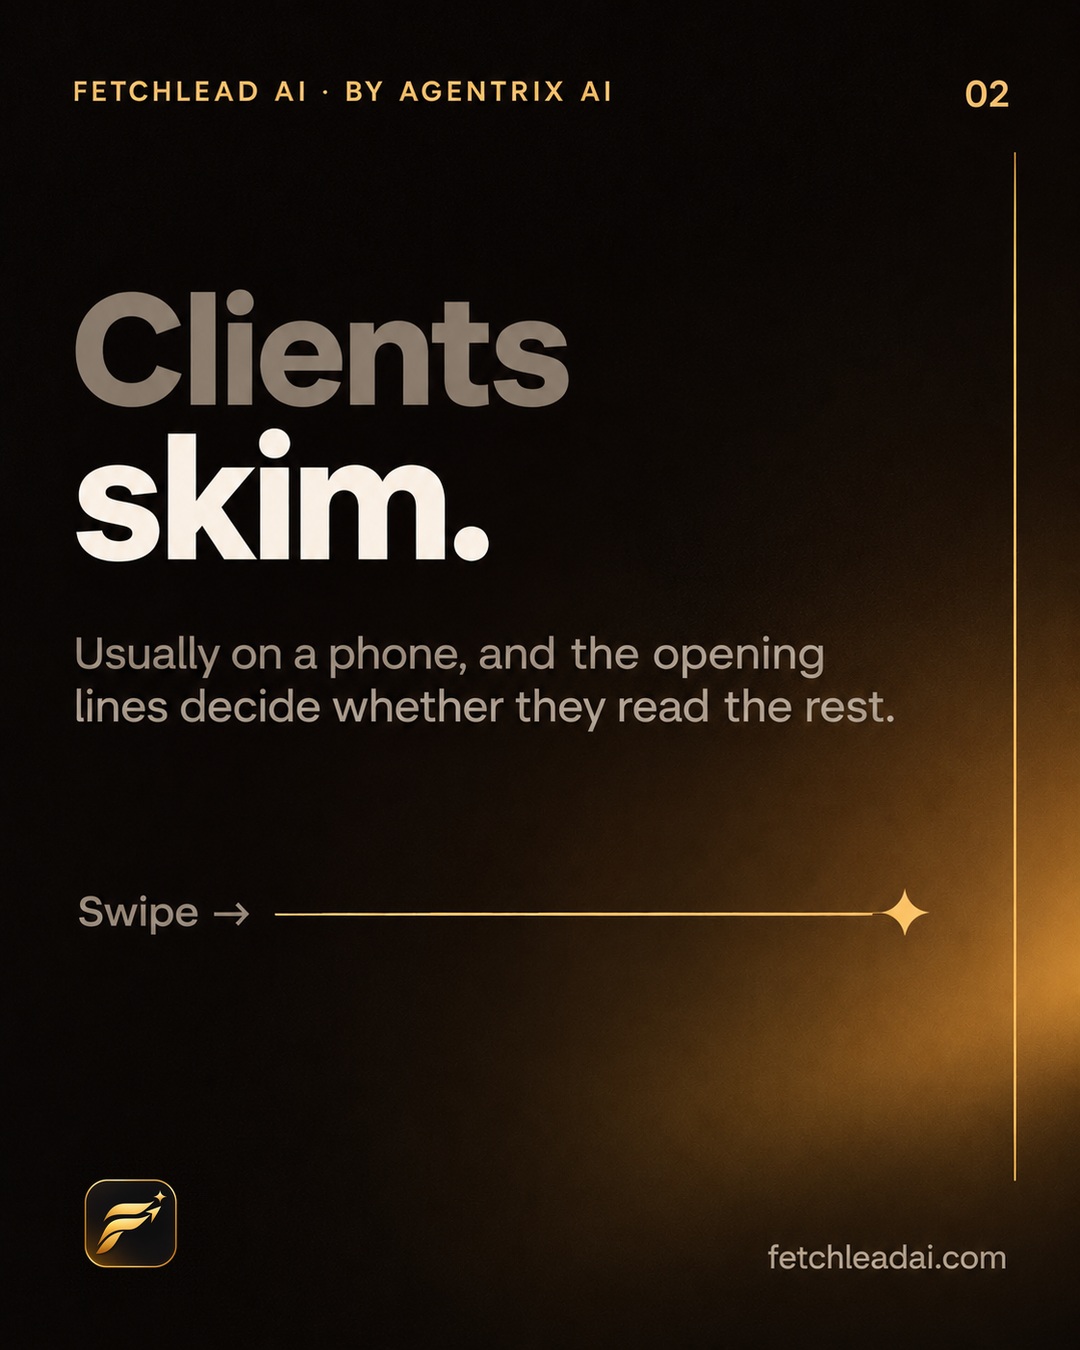 FETCHLEAD AI · BY AGENTRIX AI
02
Clients
skim.
Usually on a phone, and the opening
lines decide whether they read the rest.
Swipe →
fetchleadai.com